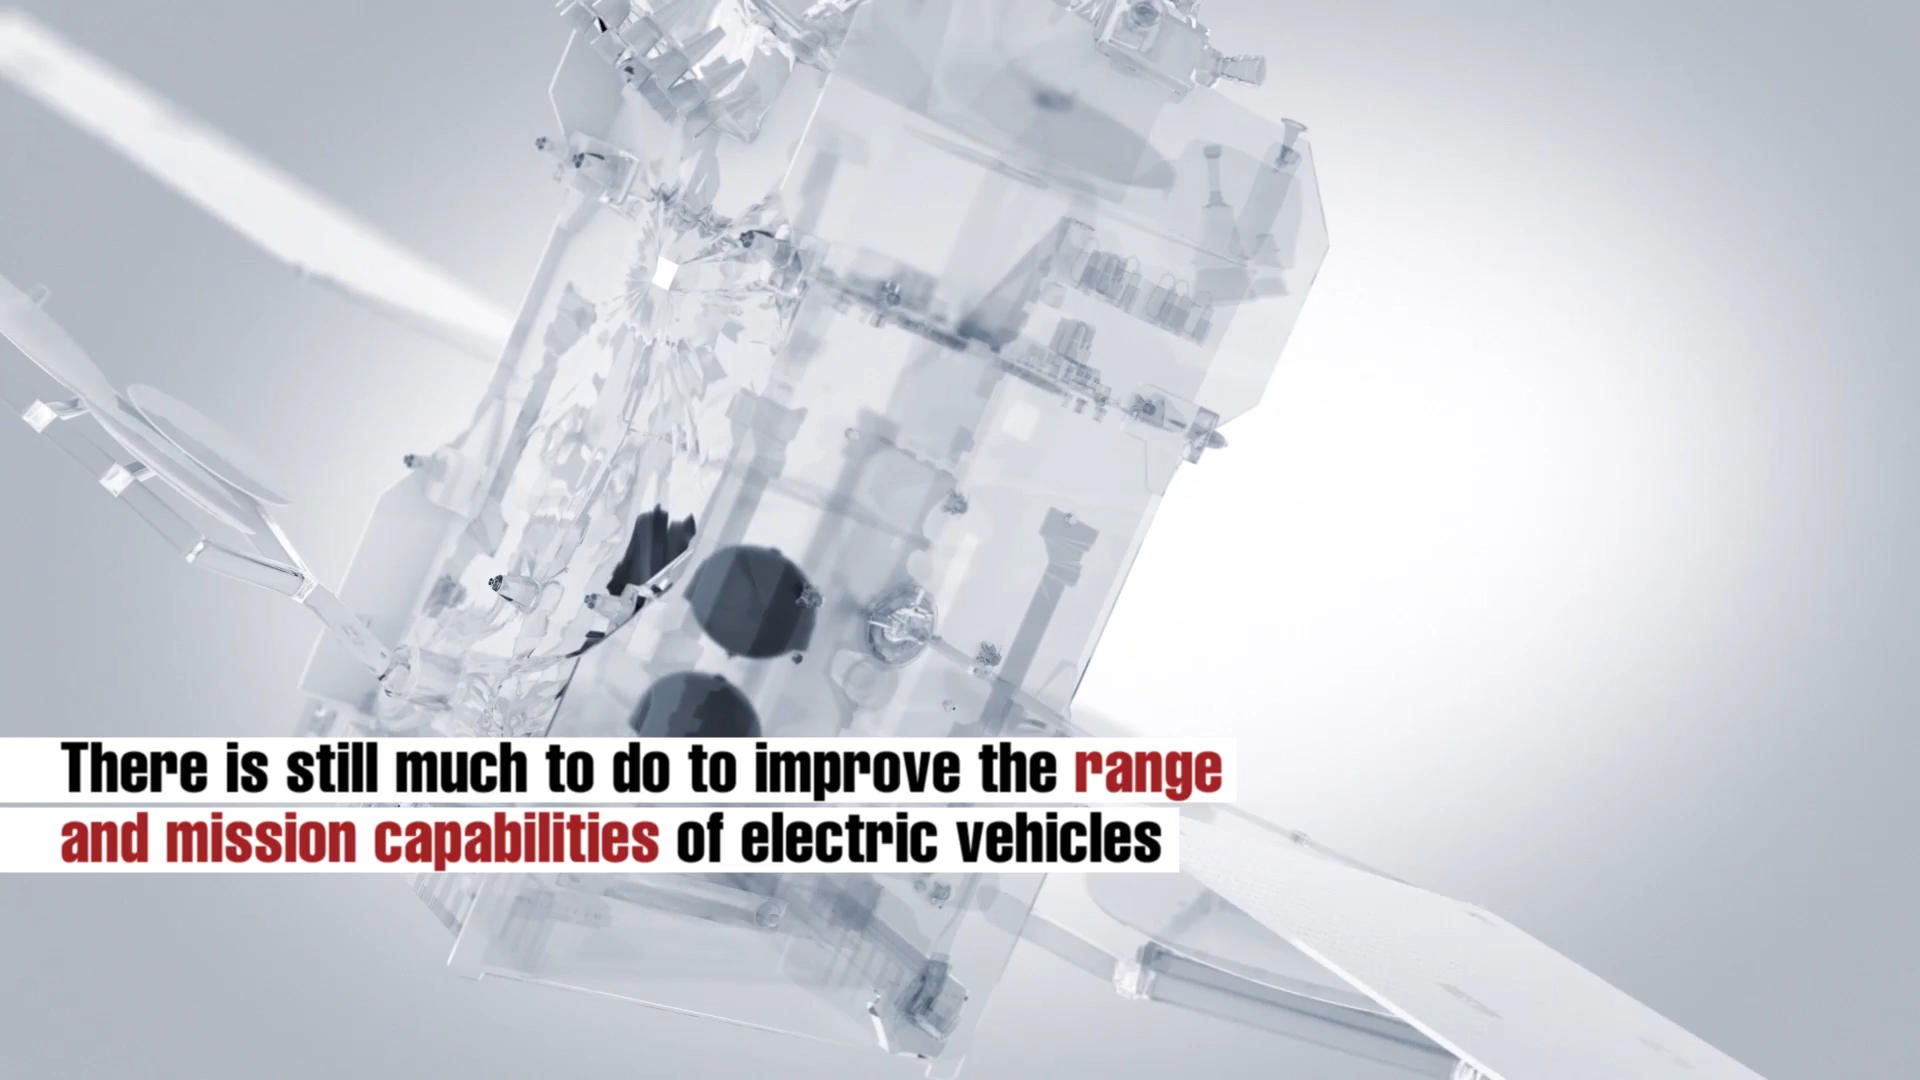 There is still much to do to improve the range
and mission capabilities of electric vehicles